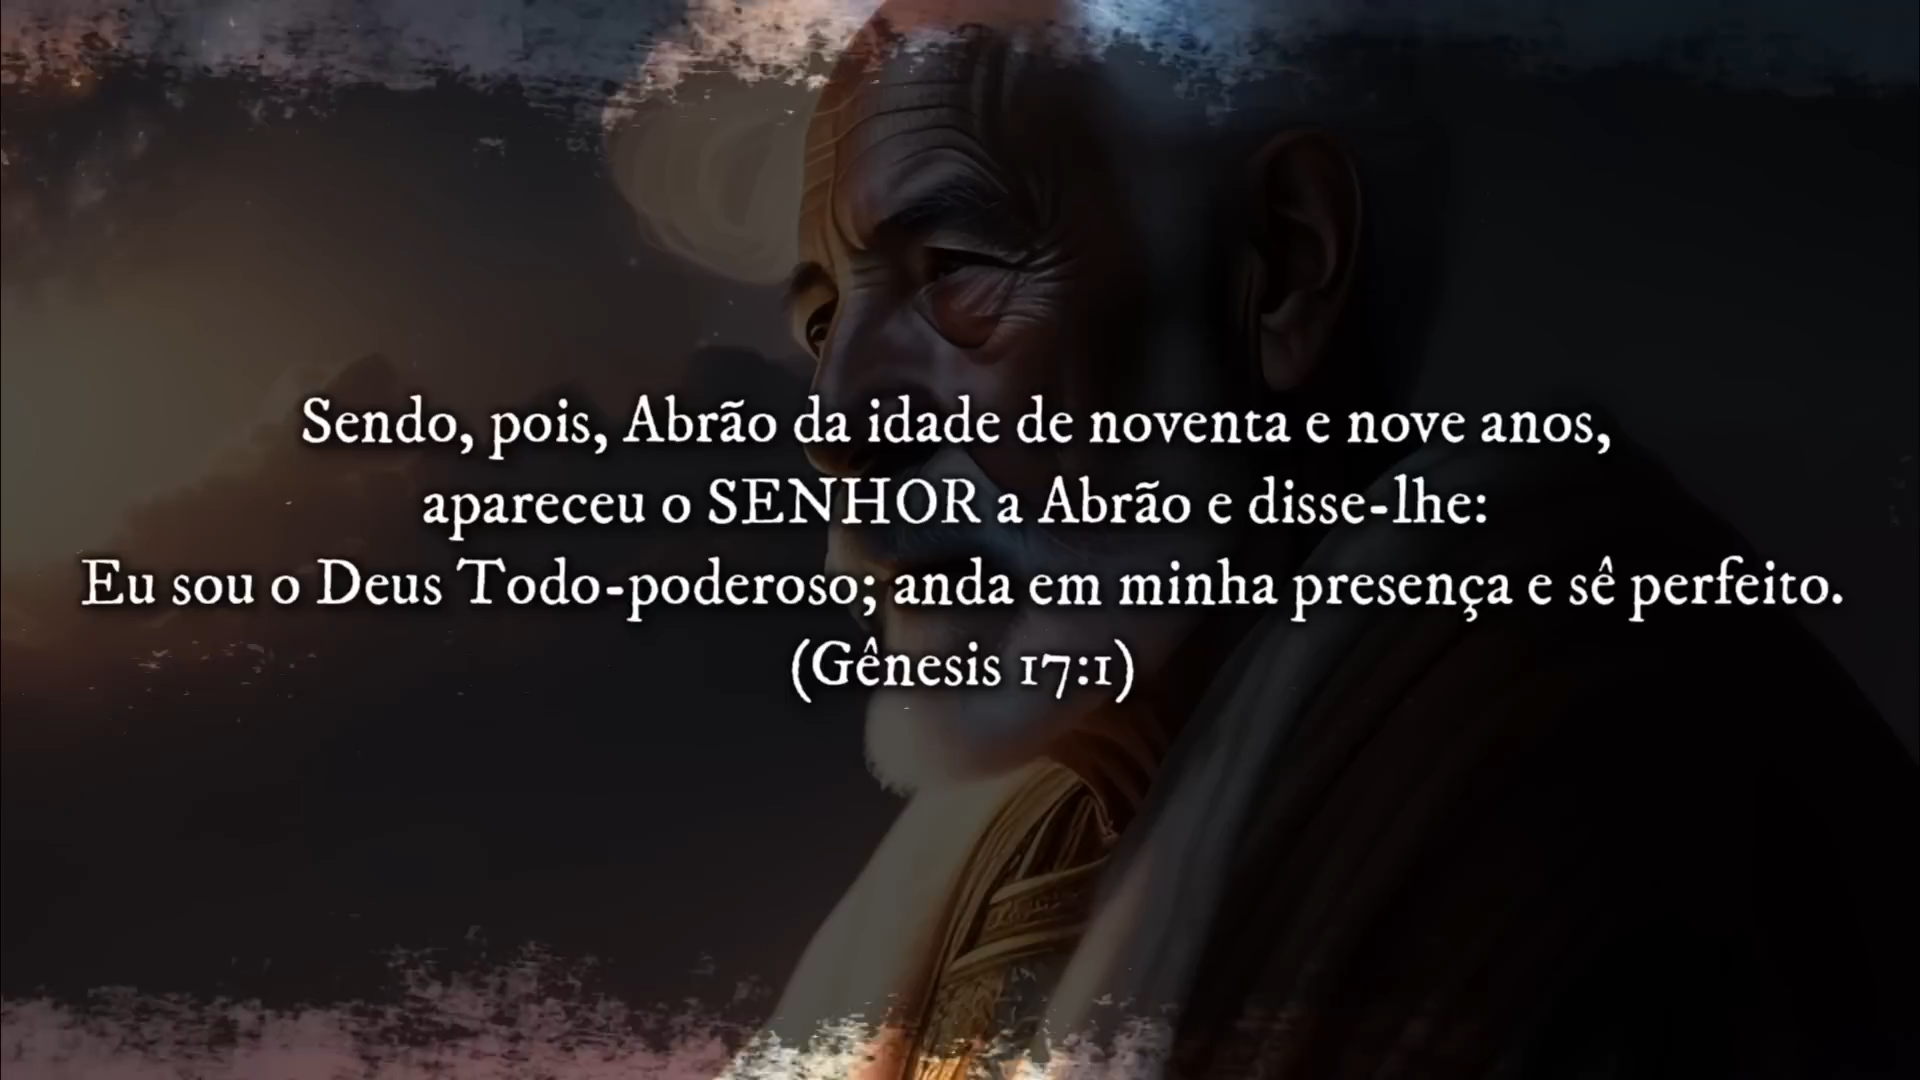 Sendo, pois, Abrão da idade de noventa e nove anos,
apareceu o SENHOR a Abrão e disse-lhe:
Eu sou o Deus Todo-poderoso; anda em minha presença e sê perfeito.
(Gênesis 17:1)